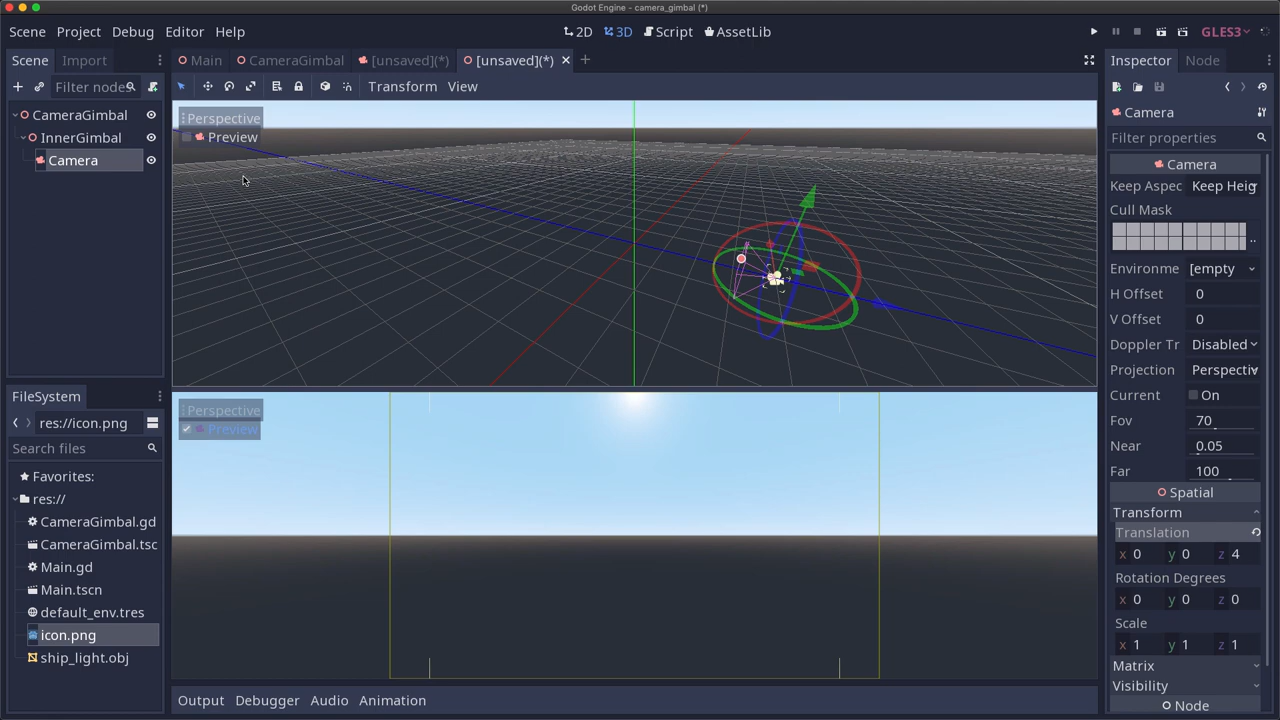 Godot Engine - camera_gimbal (*)
Scene Project Debug Editor Help
2D 3D Script AssetLib
GLES3
Scene Import
Main CameraGimbal [unsaved](*) [unsaved](*)
Inspector Node
Filter nodes
Transform View
CameraGimbal
InnerGimbal
Camera
Perspective
Preview
Perspective
Preview
FileSystem
res://icon.png
Search files
Favorites:
res://
CameraGimbal.gd
CameraGimbal.tsc
Main.gd
Main.tscn
default_env.tres
icon.png
ship_light.obj
Output Debugger Audio Animation
Camera
Filter properties
Camera
Keep Aspec Keep Heig
Cull Mask
..
Environme [empty
H Offset 0
V Offset 0
Doppler Tr Disabled
Projection Perspectiv
Current On
Fov 70
Near 0.05
Far 100
Spatial
Transform
Translation
x 0 y 0 z 4
Rotation Degrees
x 0 y 0 z 0
Scale
x 1 y 1 z 1
Matrix
Visibility
Node